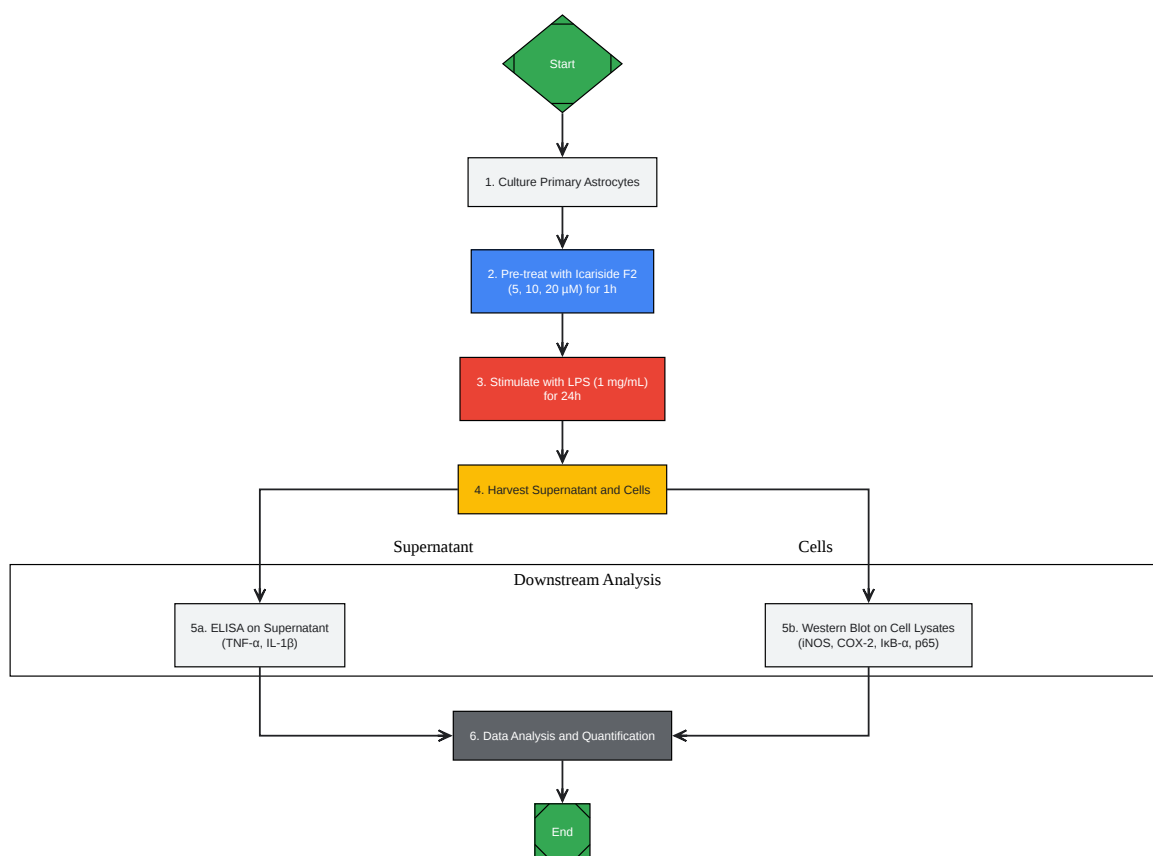 Start
1. Culture Primary Astrocytes
2. Pre-treat with Icariside F2
(5, 10, 20 µM) for 1h
3. Stimulate with LPS (1 mg/mL)
for 24h
4. Harvest Supernatant and Cells
Supernatant
Cells
Downstream Analysis
5a. ELISA on Supernatant
(TNF-α, IL-1β)
5b. Western Blot on Cell Lysates
(iNOS, COX-2, IκB-α, p65)
6. Data Analysis and Quantification
End